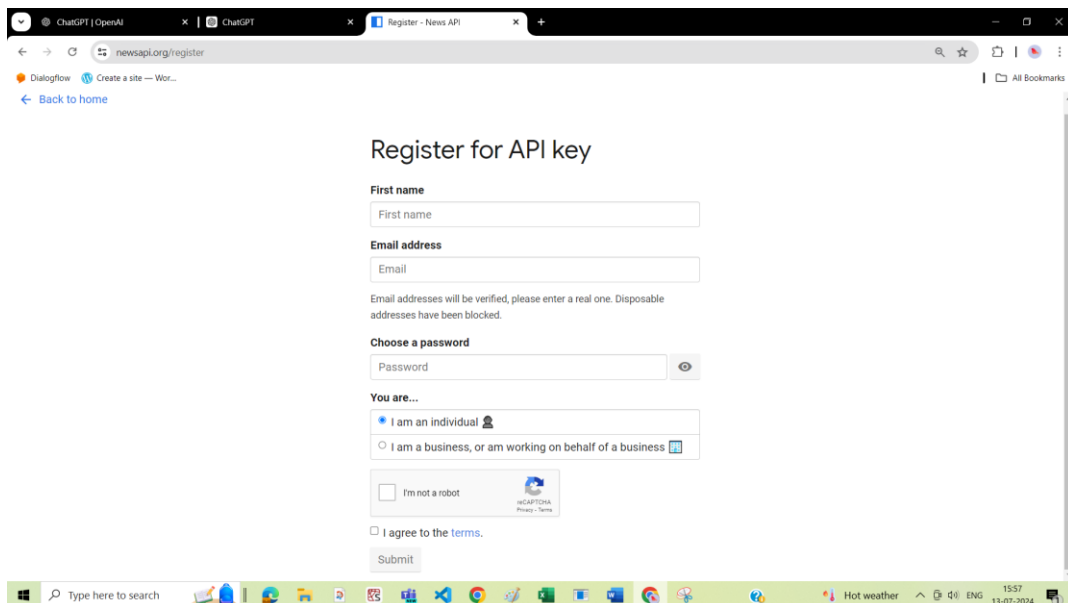 ChatGPT | OpenAI
ChatGPT
Register - News API
newsapi.org/register
Dialogflow
Create a site — Wor...
All Bookmarks
Back to home
Register for API key
First name
First name
Email address
Email
Email addresses will be verified, please enter a real one. Disposable
addresses have been blocked.
Choose a password
Password
You are...
I am an individual
I am a business, or am working on behalf of a business
I'm not a robot
reCAPTCHA
Privacy - Terms
I agree to the terms.
Submit
Type here to search
Hot weather
ENG
15:57
13-07-2024